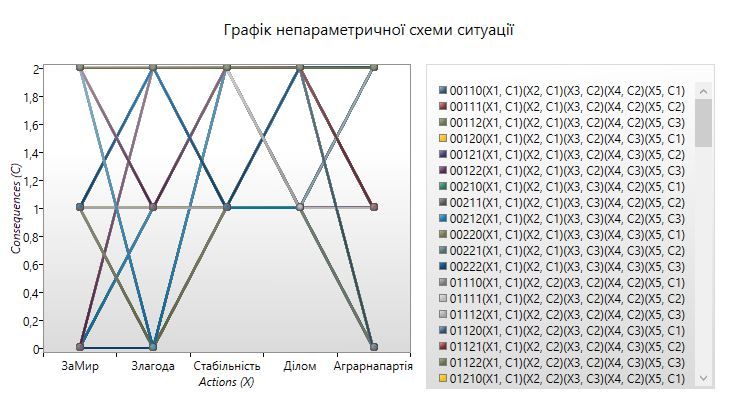 Графік непараметричної схеми ситуації
2
1,8
1,6
1,4
1,2
1
0,8
0,6
0,4
0,2
0
Consequences (C)
ЗаМир Злагода Стабільність Ділом Аграрнапартія
Actions (X)
00110(X1, C1)(X2, C1)(X3, C2)(X4, C2)(X5, C1)
00111(X1, C1)(X2, C1)(X3, C2)(X4, C2)(X5, C2)
00112(X1, C1)(X2, C1)(X3, C2)(X4, C2)(X5, C3)
00120(X1, C1)(X2, C1)(X3, C2)(X4, C3)(X5, C1)
00121(X1, C1)(X2, C1)(X3, C2)(X4, C3)(X5, C2)
00122(X1, C1)(X2, C1)(X3, C2)(X4, C3)(X5, C3)
00210(X1, C1)(X2, C1)(X3, C3)(X4, C2)(X5, C1)
00211(X1, C1)(X2, C1)(X3, C3)(X4, C2)(X5, C2)
00212(X1, C1)(X2, C1)(X3, C3)(X4, C2)(X5, C3)
00220(X1, C1)(X2, C1)(X3, C3)(X4, C3)(X5, C1)
00221(X1, C1)(X2, C1)(X3, C3)(X4, C3)(X5, C2)
00222(X1, C1)(X2, C1)(X3, C3)(X4, C3)(X5, C3)
01110(X1, C1)(X2, C2)(X3, C2)(X4, C2)(X5, C1)
01111(X1, C1)(X2, C2)(X3, C2)(X4, C2)(X5, C2)
01112(X1, C1)(X2, C2)(X3, C2)(X4, C2)(X5, C3)
01120(X1, C1)(X2, C2)(X3, C2)(X4, C3)(X5, C1)
01121(X1, C1)(X2, C2)(X3, C2)(X4, C3)(X5, C2)
01122(X1, C1)(X2, C2)(X3, C2)(X4, C3)(X5, C3)
01210(X1, C1)(X2, C2)(X3, C3)(X4, C2)(X5, C1)